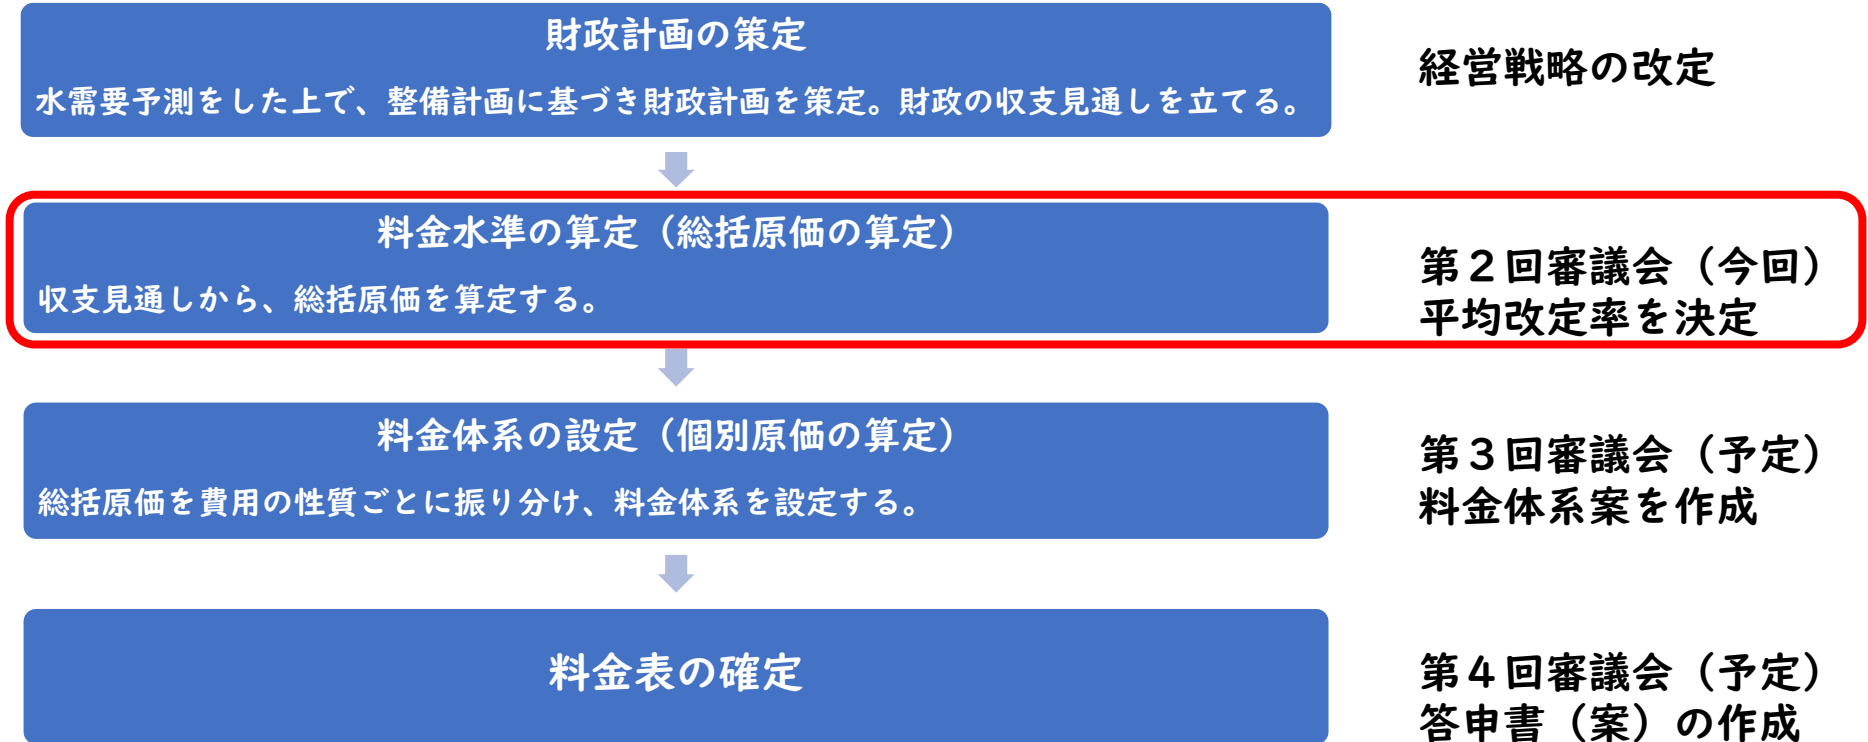 財政計画の策定
水需要予測をした上で、整備計画に基づき財政計画を策定。財政の収支見通しを立てる。
経営戦略の改定
料金水準の算定（総括原価の算定）
収支見通しから、総括原価を算定する。
第２回審議会（今回）
平均改定率を決定
料金体系の設定（個別原価の算定）
総括原価を費用の性質ごとに振り分け、料金体系を設定する。
第３回審議会（予定）
料金体系案を作成
料金表の確定
第４回審議会（予定）
答申書（案）の作成